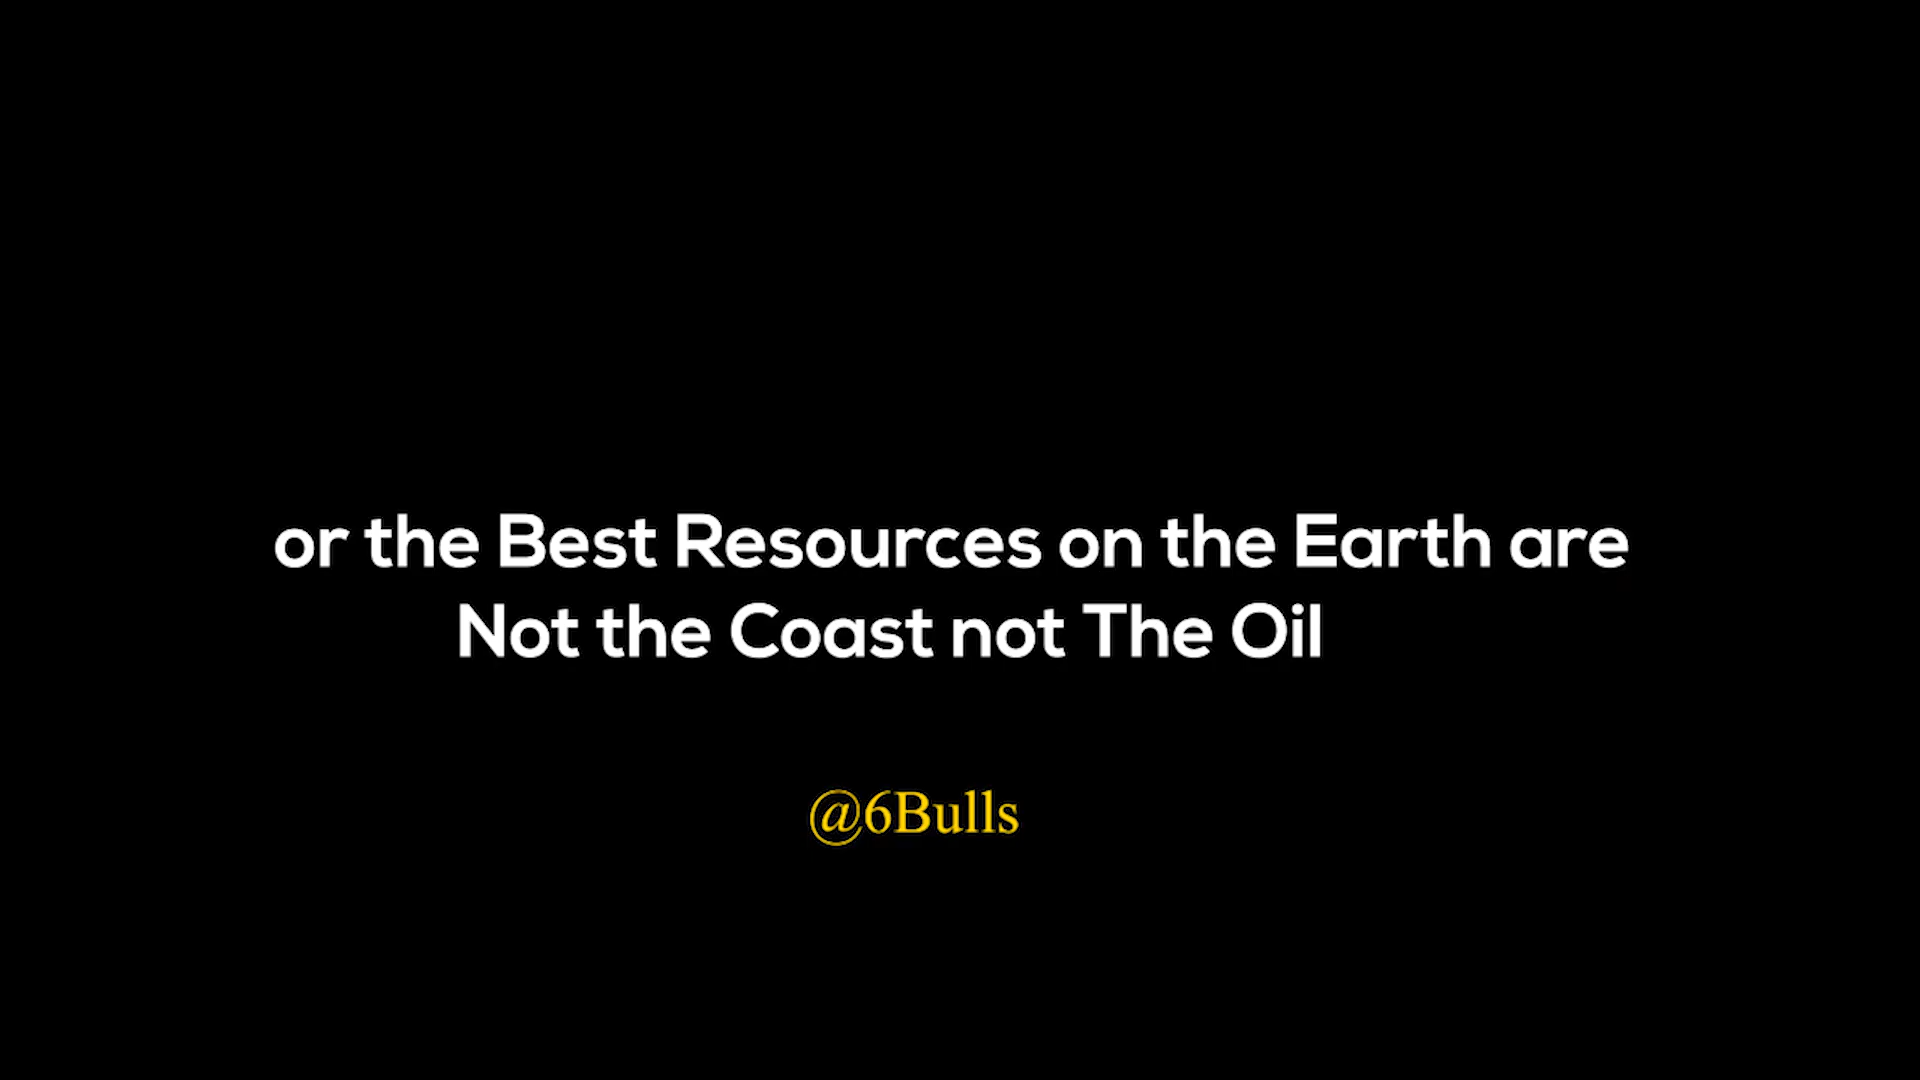 or the Best Resources on the Earth are
Not the Coast not The Oil
@6Bulls